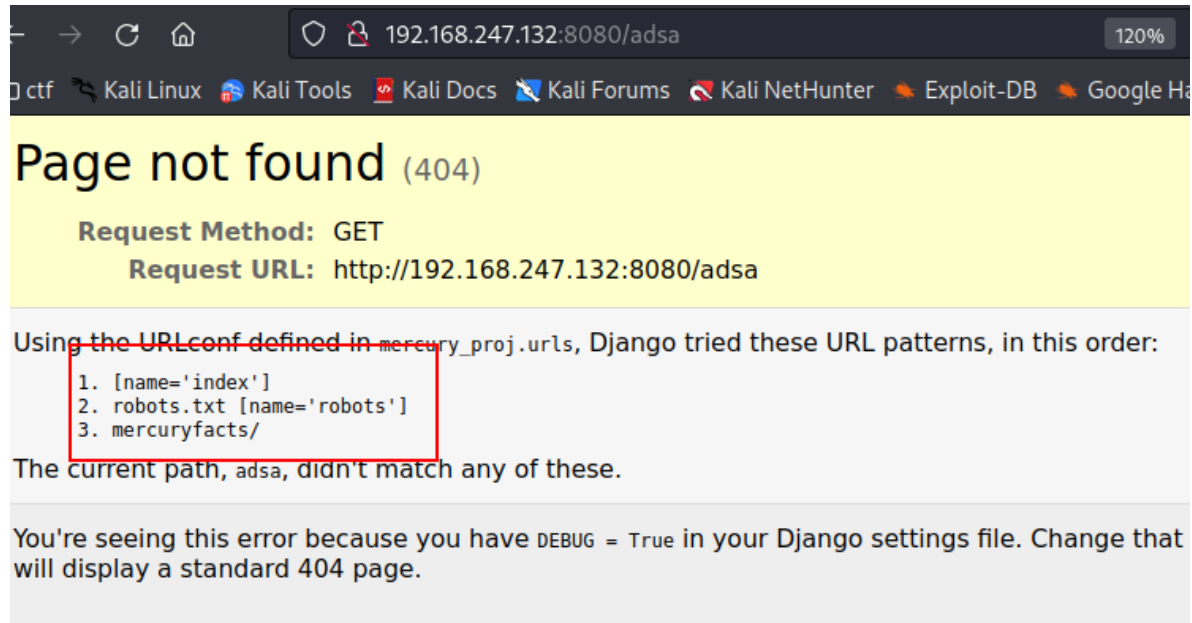 192.168.247.132:8080/adsa 120%
ctf Kali Linux Kali Tools Kali Docs Kali Forums Kali NetHunter Exploit-DB Google Ha
Page not found (404)
Request Method: GET
Request URL: http://192.168.247.132:8080/adsa
Using the URLconf defined in mercury_proj.urls, Django tried these URL patterns, in this order:
1. [name='index']
2. robots.txt [name='robots']
3. mercuryfacts/
The current path, adsa, didn't match any of these.
You're seeing this error because you have DEBUG = True in your Django settings file. Change that
will display a standard 404 page.